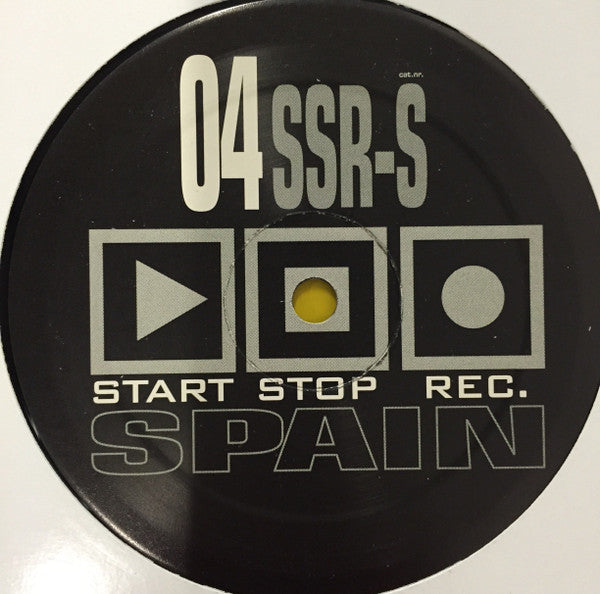 cat.nr.
04 SSR-S
START STOP REC.
SPAIN